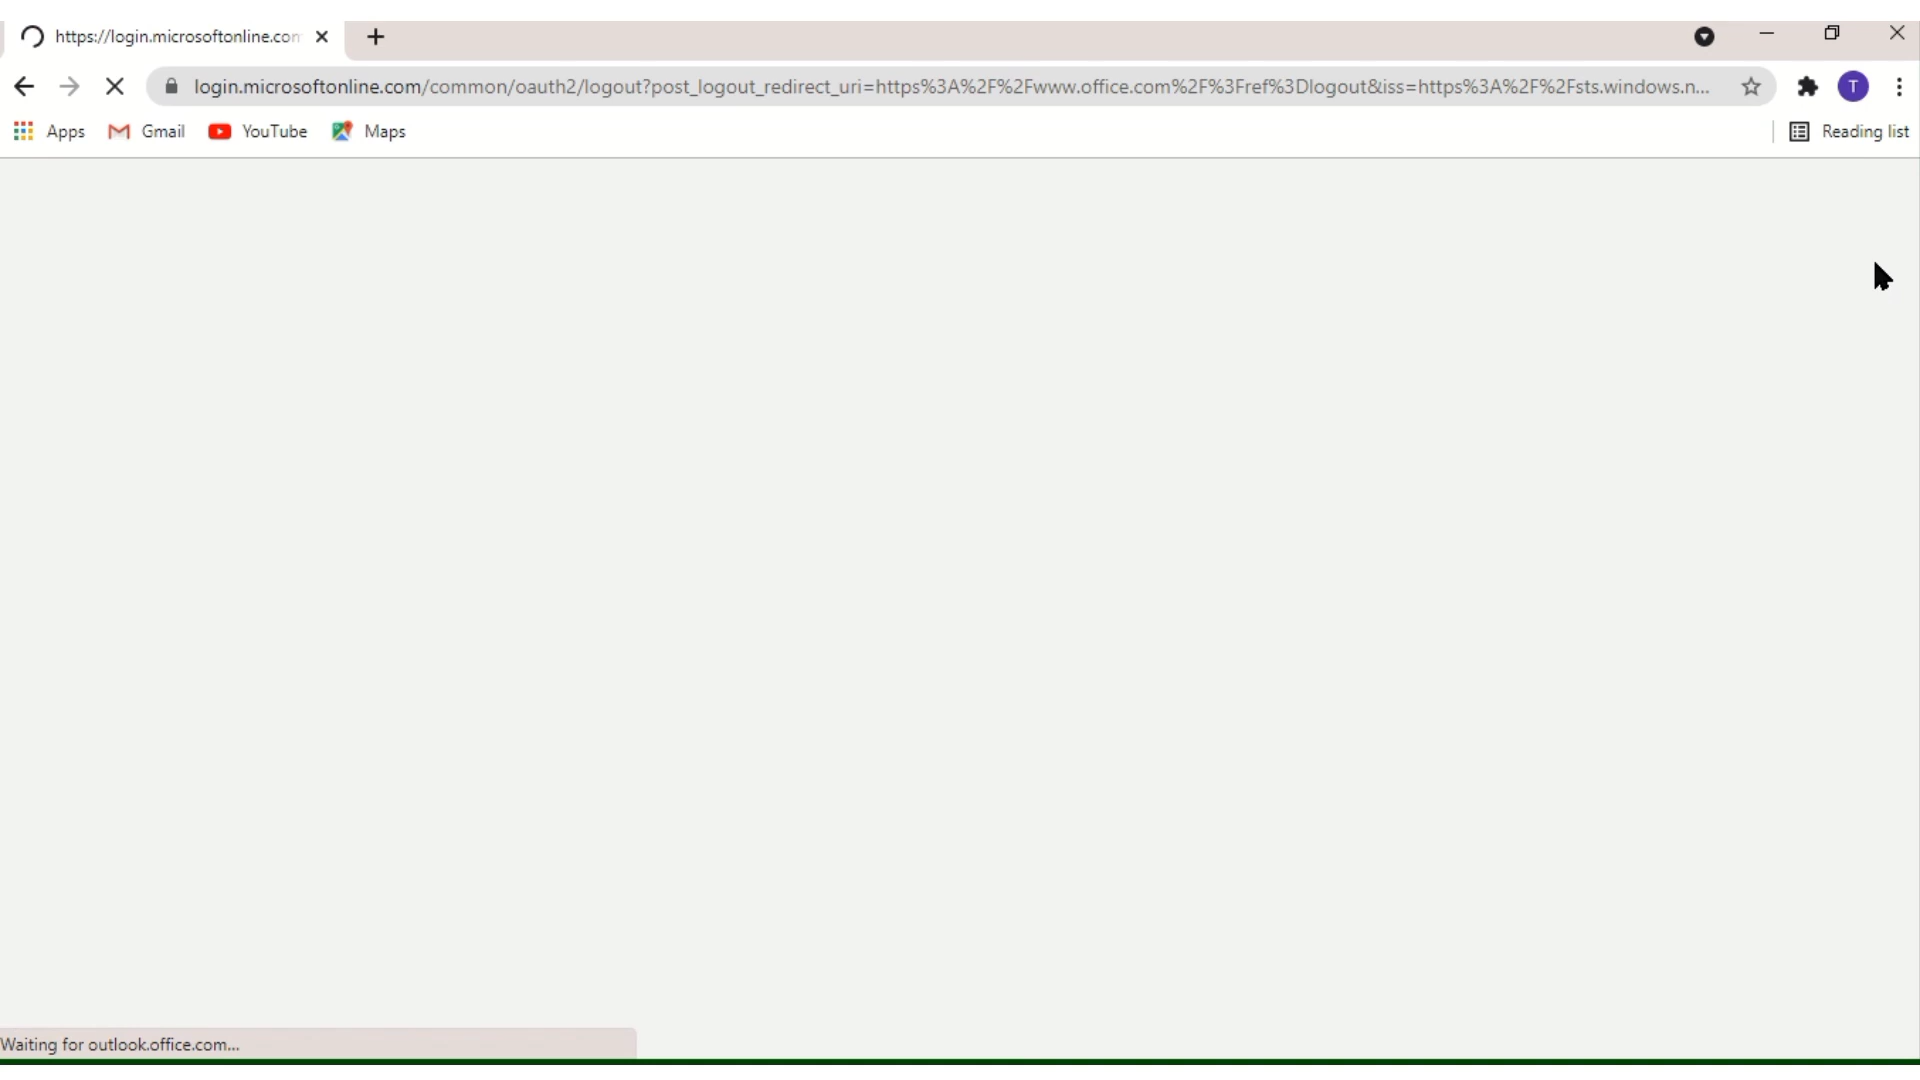 https://login.microsoftonline.com
login.microsoftonline.com/common/oauth2/logout?post_logout_redirect_uri=https%3A%2F%2Fwww.office.com%2F%3Fref%3Dlogout&iss=https%3A%2F%2Fsts.windows.n...
T
Apps
Gmail
YouTube
Maps
Reading list
Waiting for outlook.office.com...